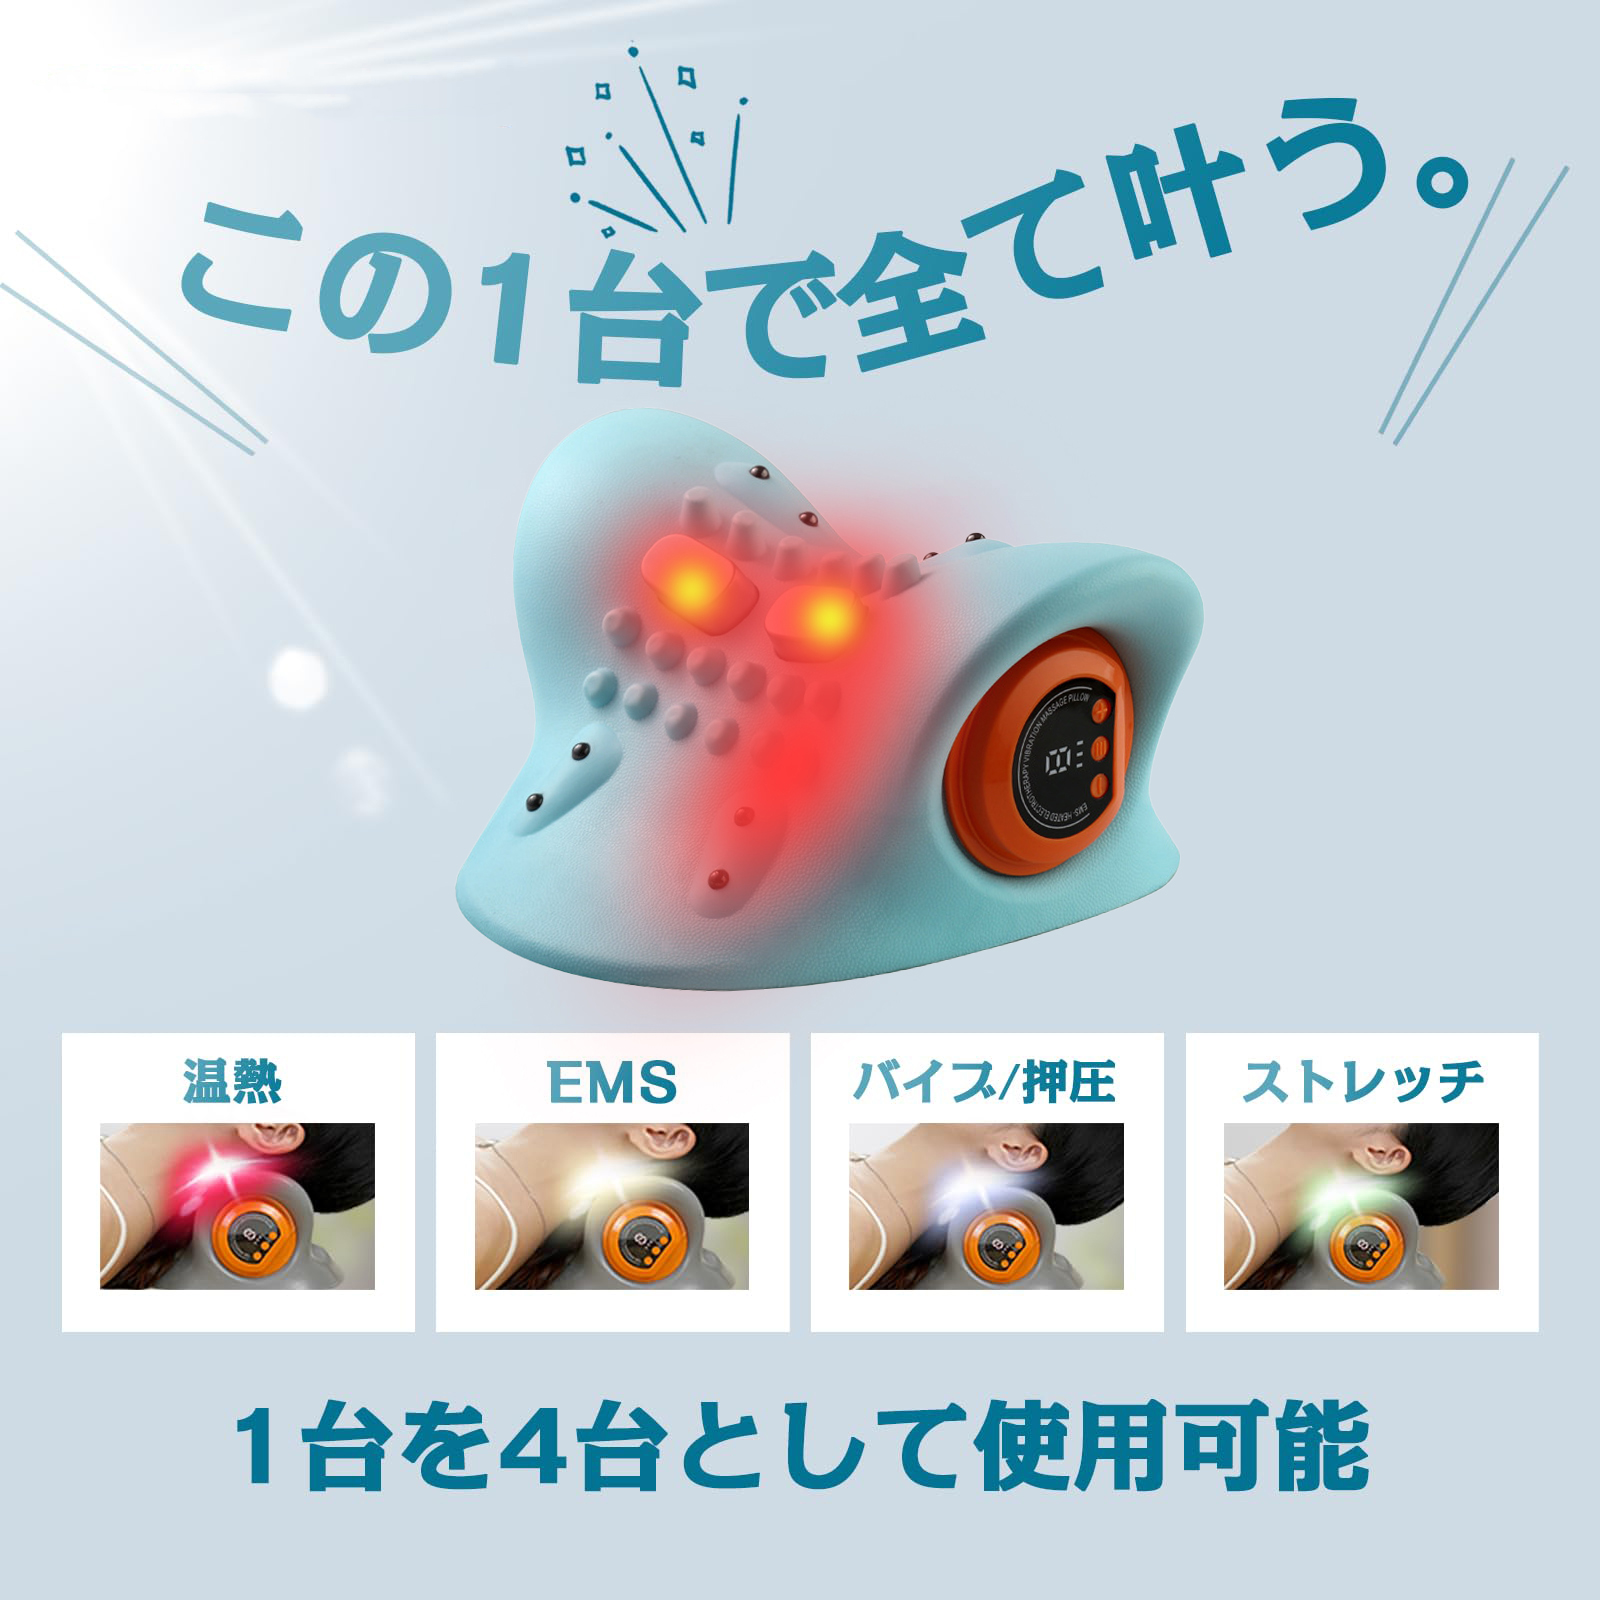 この1台で全て叶う。
EMS-HEATED ELECTROTHERAPY VIBRATION MASSAGE PILLOW
温熱
EMS
バイブ/押圧
ストレッチ
1台を4台として使用可能